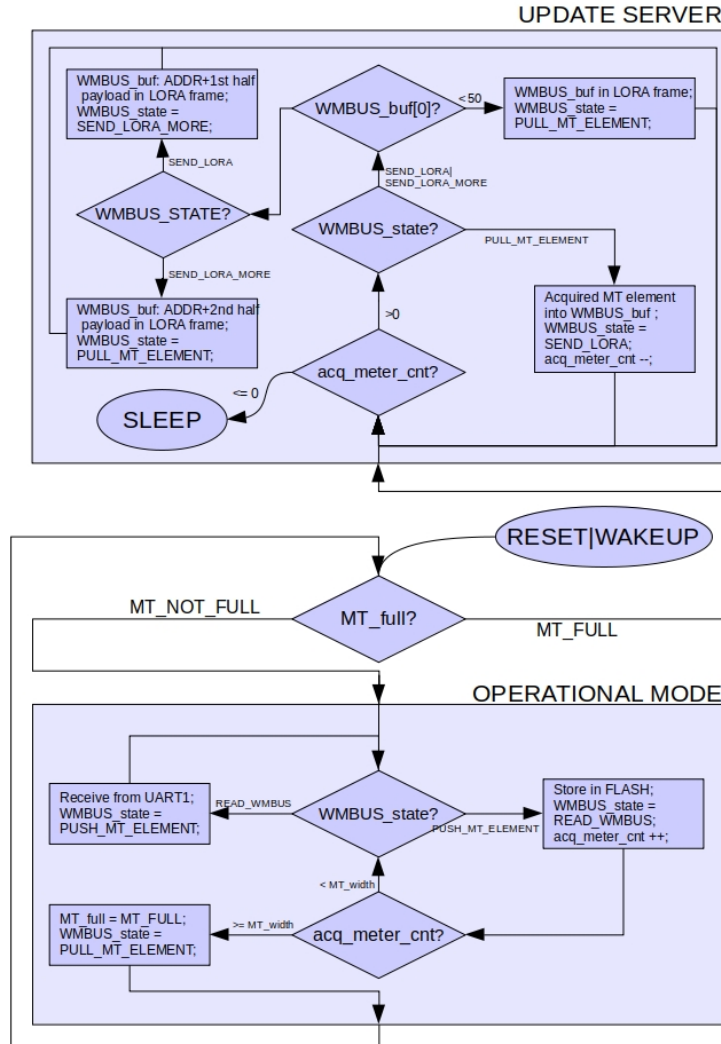 UPDATE SERVER
WMBUS_buf: ADDR+1st half
payload in LORA frame;
WMBUS_state =
SEND_LORA_MORE;
WMBUS_buf[0]?
<50
WMBUS_buf in LORA frame;
WMBUS_state =
PULL_MT_ELEMENT;
SEND_LORA
SEND_LORA|
SEND_LORA_MORE
WMBUS_STATE?
WMBUS_state?
PULL_MT_ELEMENT
SEND_LORA_MORE
WMBUS_buf: ADDR+2nd half
payload in LORA frame;
WMBUS_state =
PULL_MT_ELEMENT;
>0
Acquired MT element
into WMBUS_buf ;
WMBUS_state =
SEND_LORA;
acq_meter_cnt --;
acq_meter_cnt?
<= 0
SLEEP
RESET|WAKEUP
MT_NOT_FULL
MT_full?
MT_FULL
OPERATIONAL MODE
Receive from UART1;
WMBUS_state =
PUSH_MT_ELEMENT;
READ_WMBUS
WMBUS_state?
PUSH_MT_ELEMENT
Store in FLASH;
WMBUS_state =
READ_WMBUS;
acq_meter_cnt ++;
< MT_width
MT_full = MT_FULL;
WMBUS_state =
PULL_MT_ELEMENT;
>= MT_width
acq_meter_cnt?